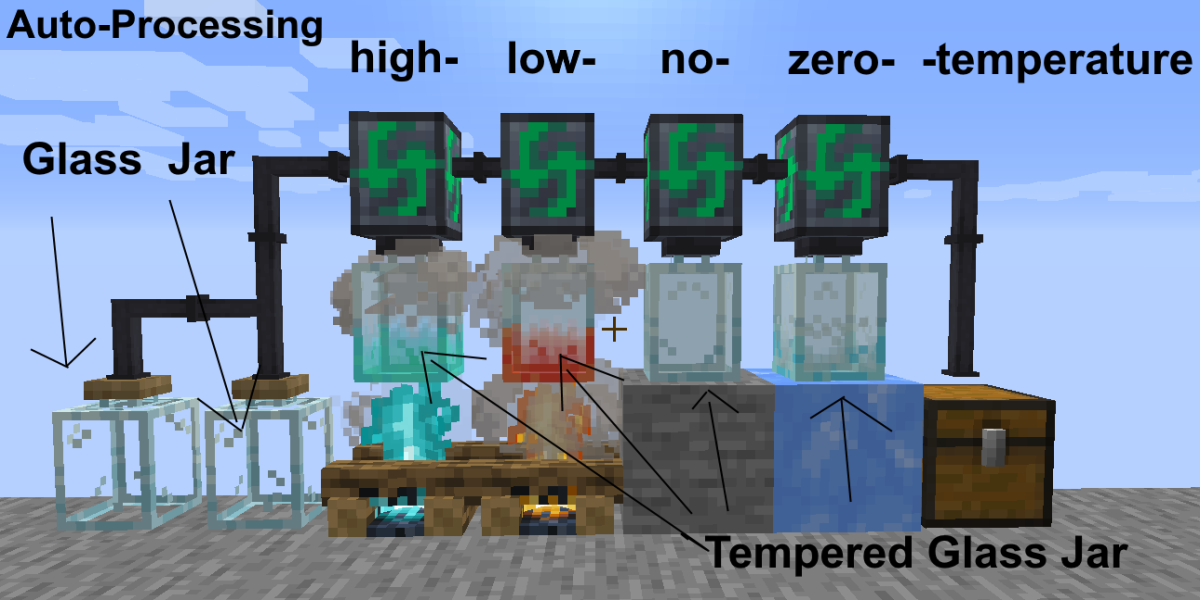 Auto-Processing
high- low- no- zero- -temperature
Glass Jar
Tempered Glass Jar